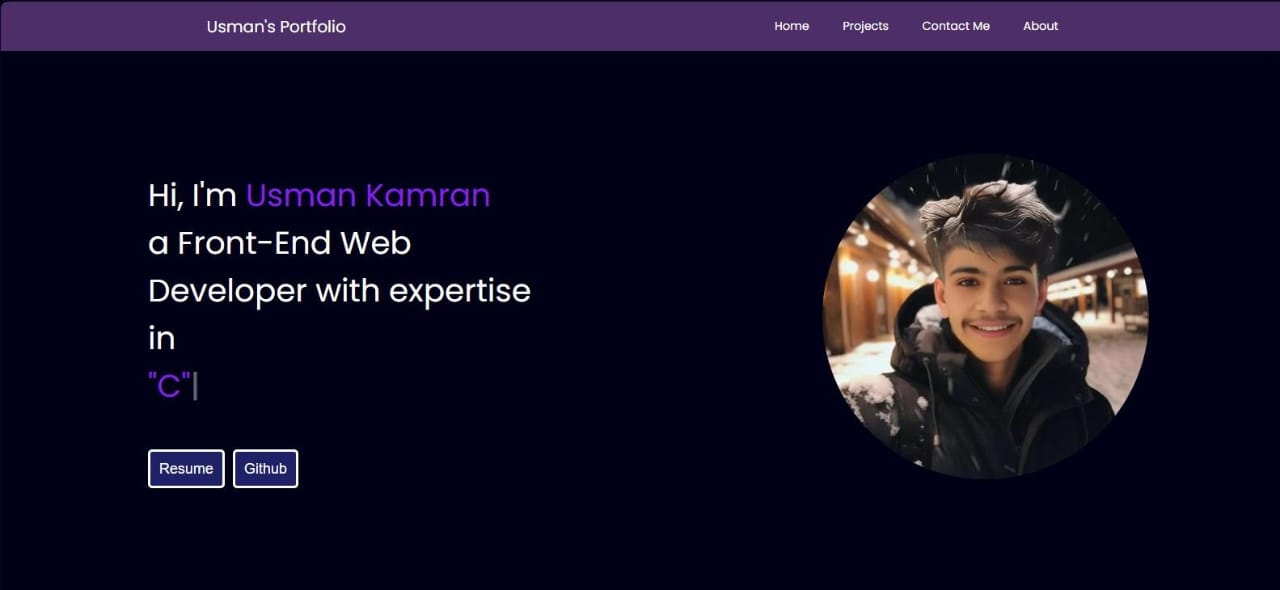 Usman's Portfolio
Home Projects Contact Me About
Hi, I'm Usman Kamran
a Front-End Web
Developer with expertise
in
"C"|
Resume Github